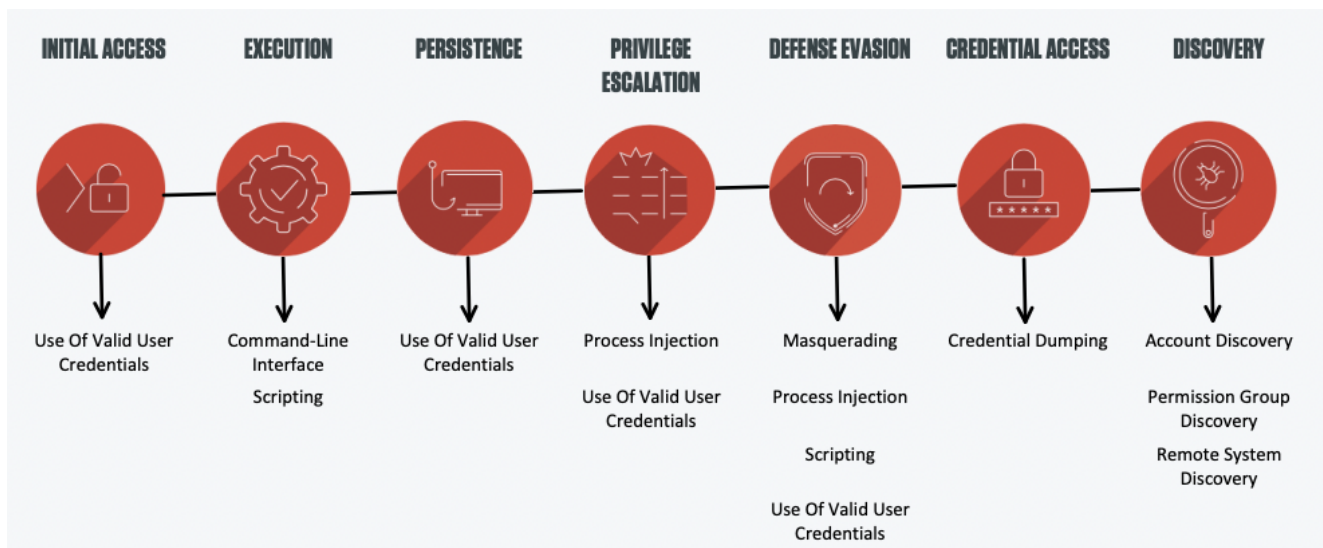 INITIAL ACCESS
EXECUTION
PERSISTENCE
PRIVILEGE
ESCALATION
DEFENSE EVASION
CREDENTIAL ACCESS
DISCOVERY
*****
Use Of Valid User
Credentials
Command-Line
Interface
Scripting
Use Of Valid User
Credentials
Process Injection
Use Of Valid User
Credentials
Masquerading
Process Injection
Scripting
Use Of Valid User
Credentials
Credential Dumping
Account Discovery
Permission Group
Discovery
Remote System
Discovery